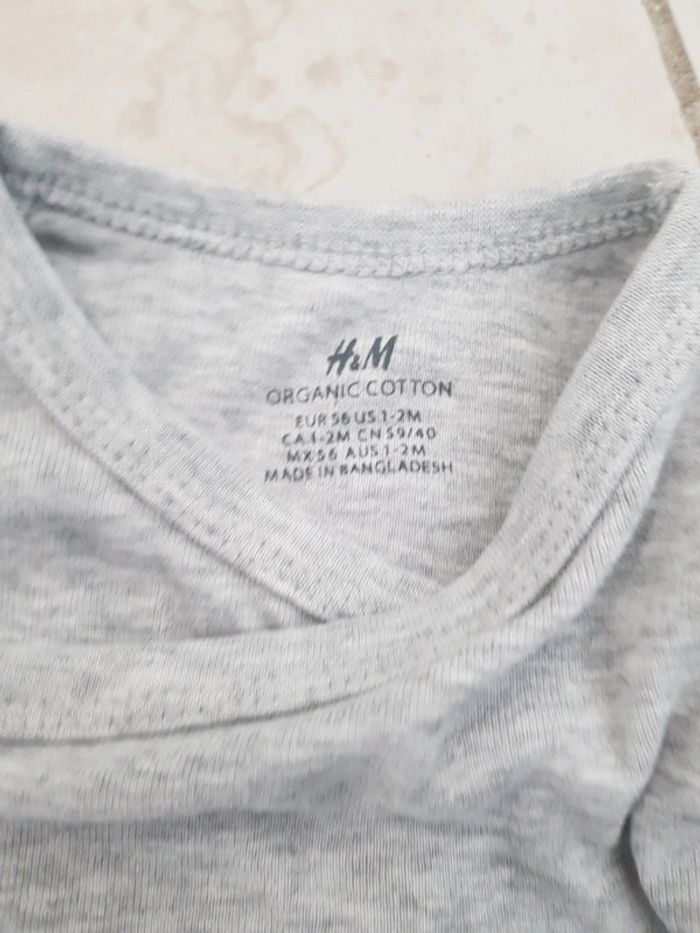 H&M
ORGANIC COTTON
EUR 56 US 1-2M
CA 1-2M CN 59/40
MX 56 AUS 1-2M
MADE IN BANGLADESH